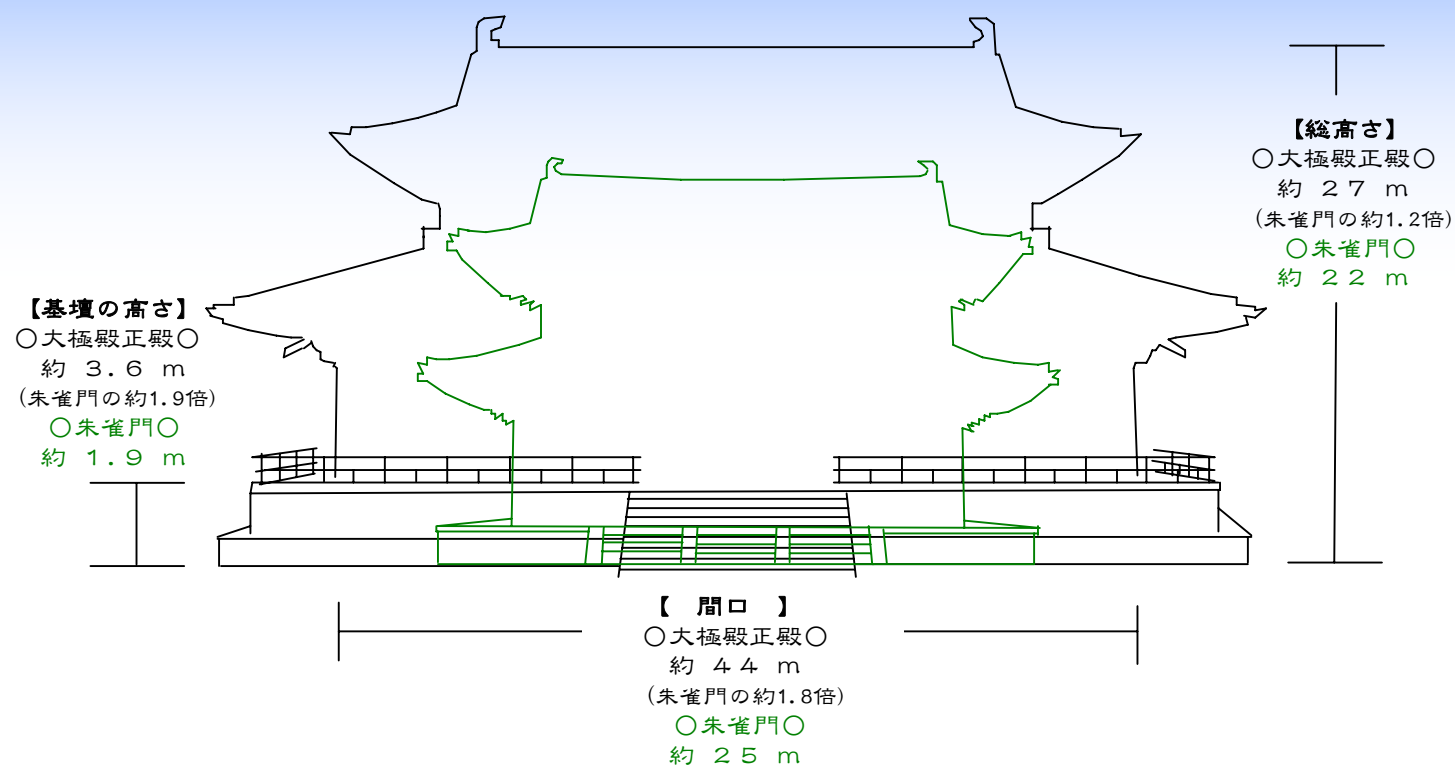 【総高さ】
○大極殿正殿○
約 ２７ ｍ
(朱雀門の約1.2倍)
○朱雀門○
約 ２２ ｍ
【基壇の高さ】
○大極殿正殿○
約 ３.６ ｍ
(朱雀門の約1.9倍)
○朱雀門○
約 １.９ ｍ
【　間口　】
○大極殿正殿○
約 ４４ ｍ
(朱雀門の約1.8倍)
○朱雀門○
約 ２５ ｍ